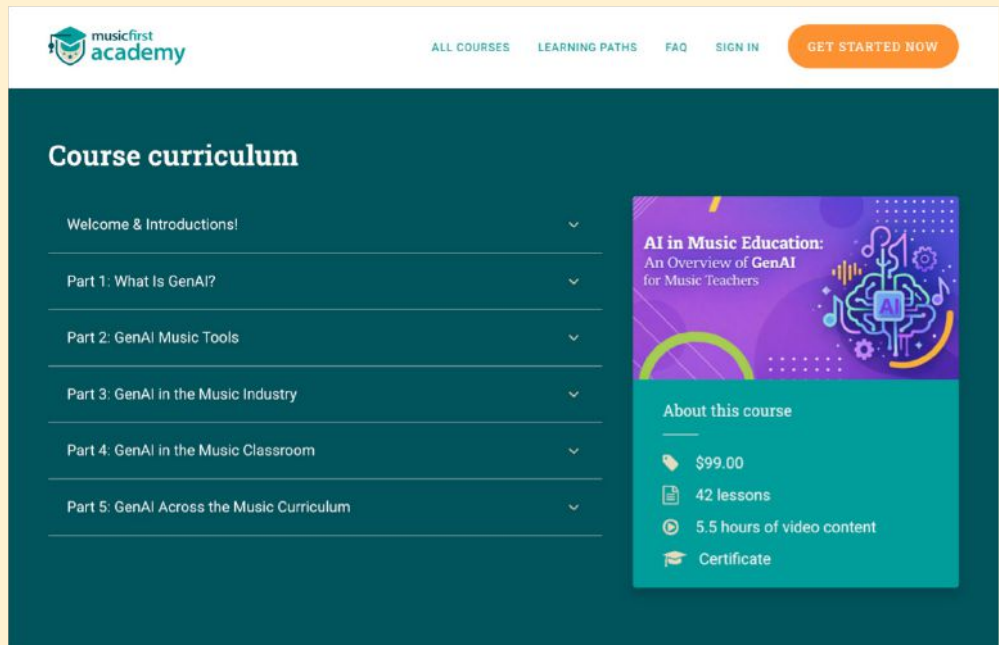 musicfirst
academy
ALL COURSES LEARNING PATHS FAQ SIGN IN GET STARTED NOW
Course curriculum
Welcome & Introductions!
Part 1: What Is GenAI?
Part 2: GenAI Music Tools
Part 3: GenAI in the Music Industry
Part 4: GenAI in the Music Classroom
Part 5: GenAI Across the Music Curriculum
AI in Music Education:
An Overview of GenAI
for Music Teachers
AI
About this course
$99.00
42 lessons
5.5 hours of video content
Certificate